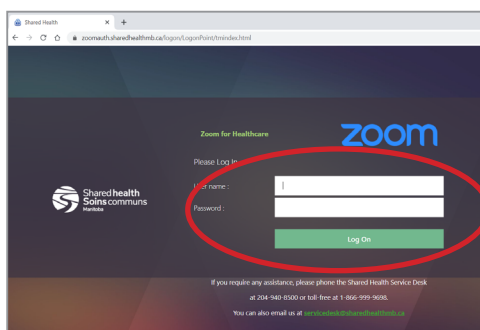 Shared Health
zoomauth.sharedhealthmb.ca/logon/LogonPoint/tmindex.html
Zoom for Healthcare
zoom
Please Log In
User name :
Password :
Shared health
Soins communs
Manitoba
Log On
If you require any assistance, please phone the Shared Health Service Desk
at 204-940-8500 or toll-free at 1-866-999-9698.
You can also email us at servicedesk@sharedhealthmb.ca